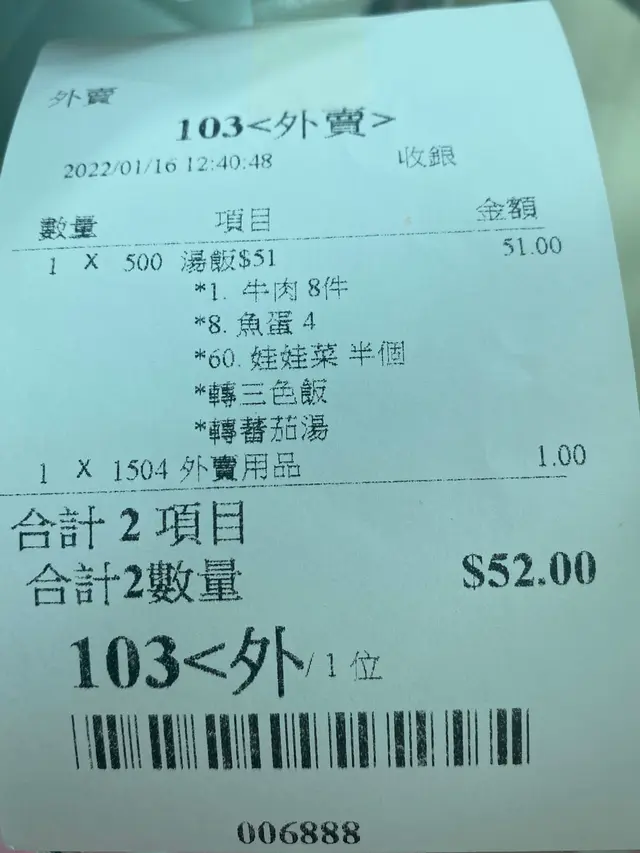 外賣
103<外賣>
2022/01/16 12:40:48 收銀
數量 項目 金額
1 X 500 湯飯$51 51.00
*1. 牛肉 8件
*8. 魚蛋 4
*60. 娃娃菜 半個
*轉三色飯
*轉蕃茄湯
1 X 1504 外賣用品 1.00
合計 2 項目
合計2數量 $52.00
103<外/ 1 位
006888